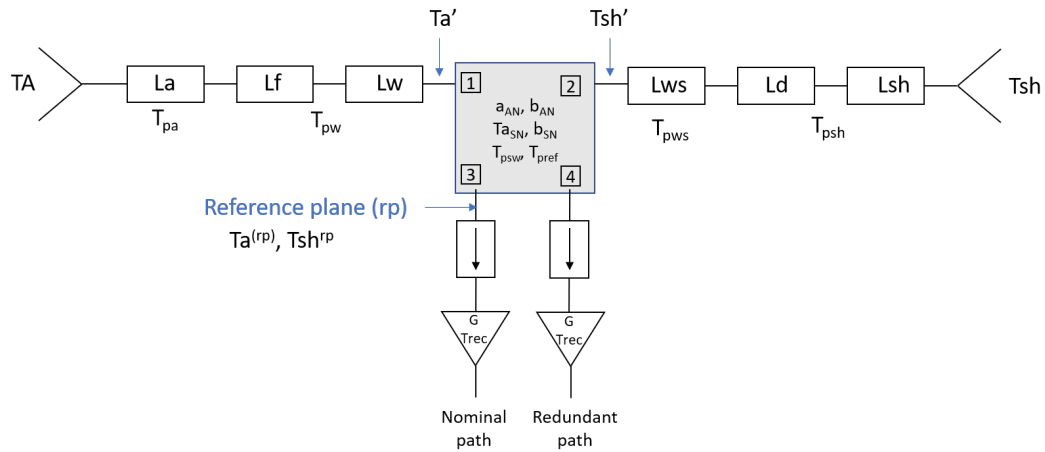 Ta’ Tsh’
TA La Lf Lw Lws Ld Lsh Tsh
Tpa Tpw Tpws Tpsh
1 2
aAN, bAN
TaSN, bSN
Tpsw, Tpref
3 4
Reference plane (rp)
Ta(rp), Tshrp
G G
Trec Trec
Nominal Redundant
path path